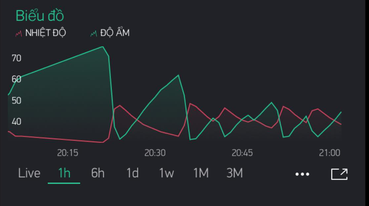 Biểu đồ
NHIỆT ĐỘ ĐỘ ẨM
70
60
50
40
20:15 20:30 20:45 21:00
Live 1h 6h 1d 1w 1M 3M